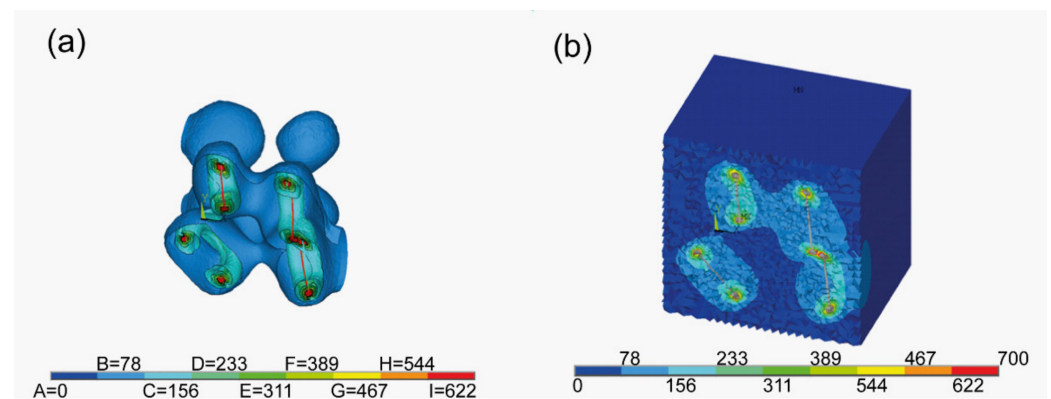 (a)
(b)
B=78 D=233 F=389 H=544
A=0 C=156 E=311 G=467 I=622
78 233 389 467 700
0 156 311 544 622